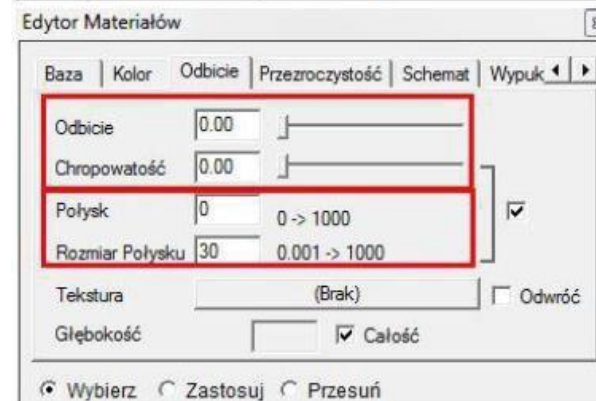 Edytor Materiałów
Baza Kolor Odbicie Przezroczystość Schemat Wypuk
Odbicie 0.00
Chropowatość 0.00
Połysk 0 0 -> 1000
Rozmiar Połysku 30 0.001 -> 1000
Tekstura (Brak) Odwróć
Głębokość Całość
Wybierz Zastosuj Przesuń